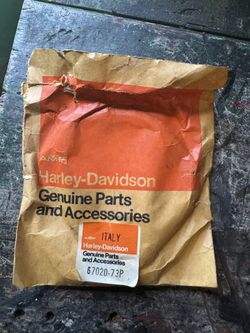 AMF
Harley-Davidson
Genuine Parts
and Accessories
ITALY
Harley-Davidson
Genuine Parts
and Accessories
67020-73P